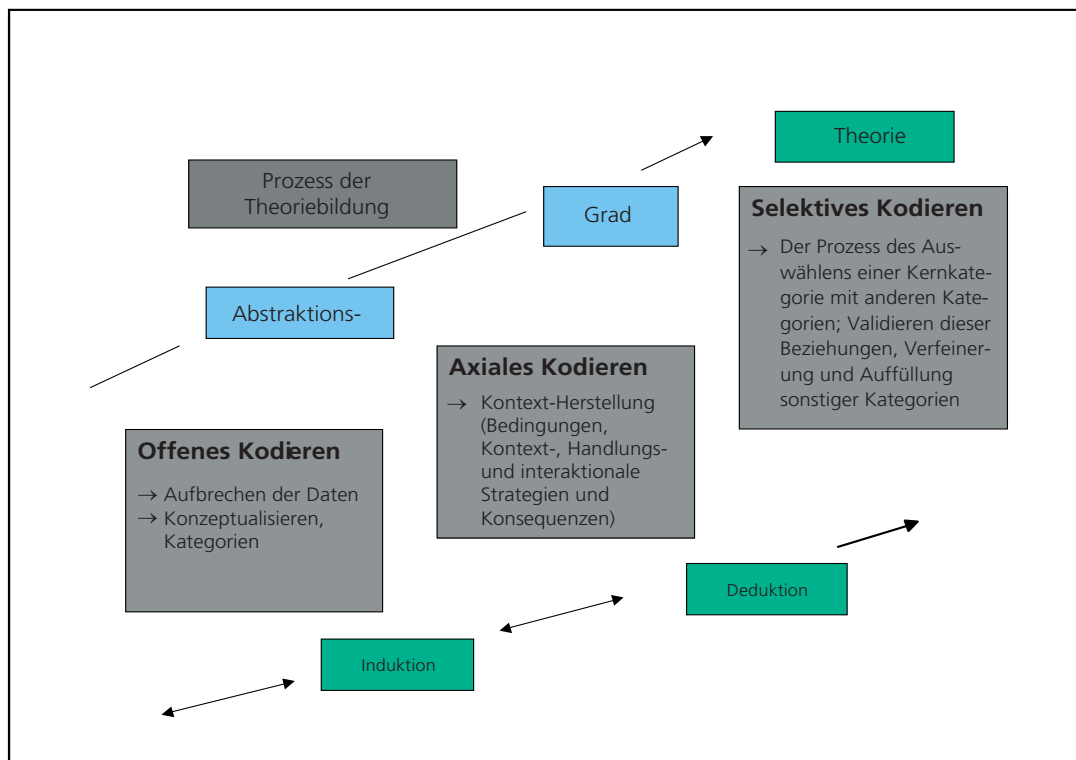 Theorie
Prozess der
Theoriebildung
Grad
Abstraktions-
Selektives Kodieren
→ Der Prozess des Aus-
wählens einer Kernkate-
gorie mit anderen Kate-
gorien; Validieren dieser
Beziehungen, Verfeiner-
ung und Auffüllung
sonstiger Kategorien
Axiales Kodieren
→ Kontext-Herstellung
(Bedingungen,
Kontext-, Handlungs-
und interaktionale
Strategien und
Konsequenzen)
Offenes Kodieren
→ Aufbrechen der Daten
→ Konzeptualisieren,
Kategorien
Deduktion
Induktion